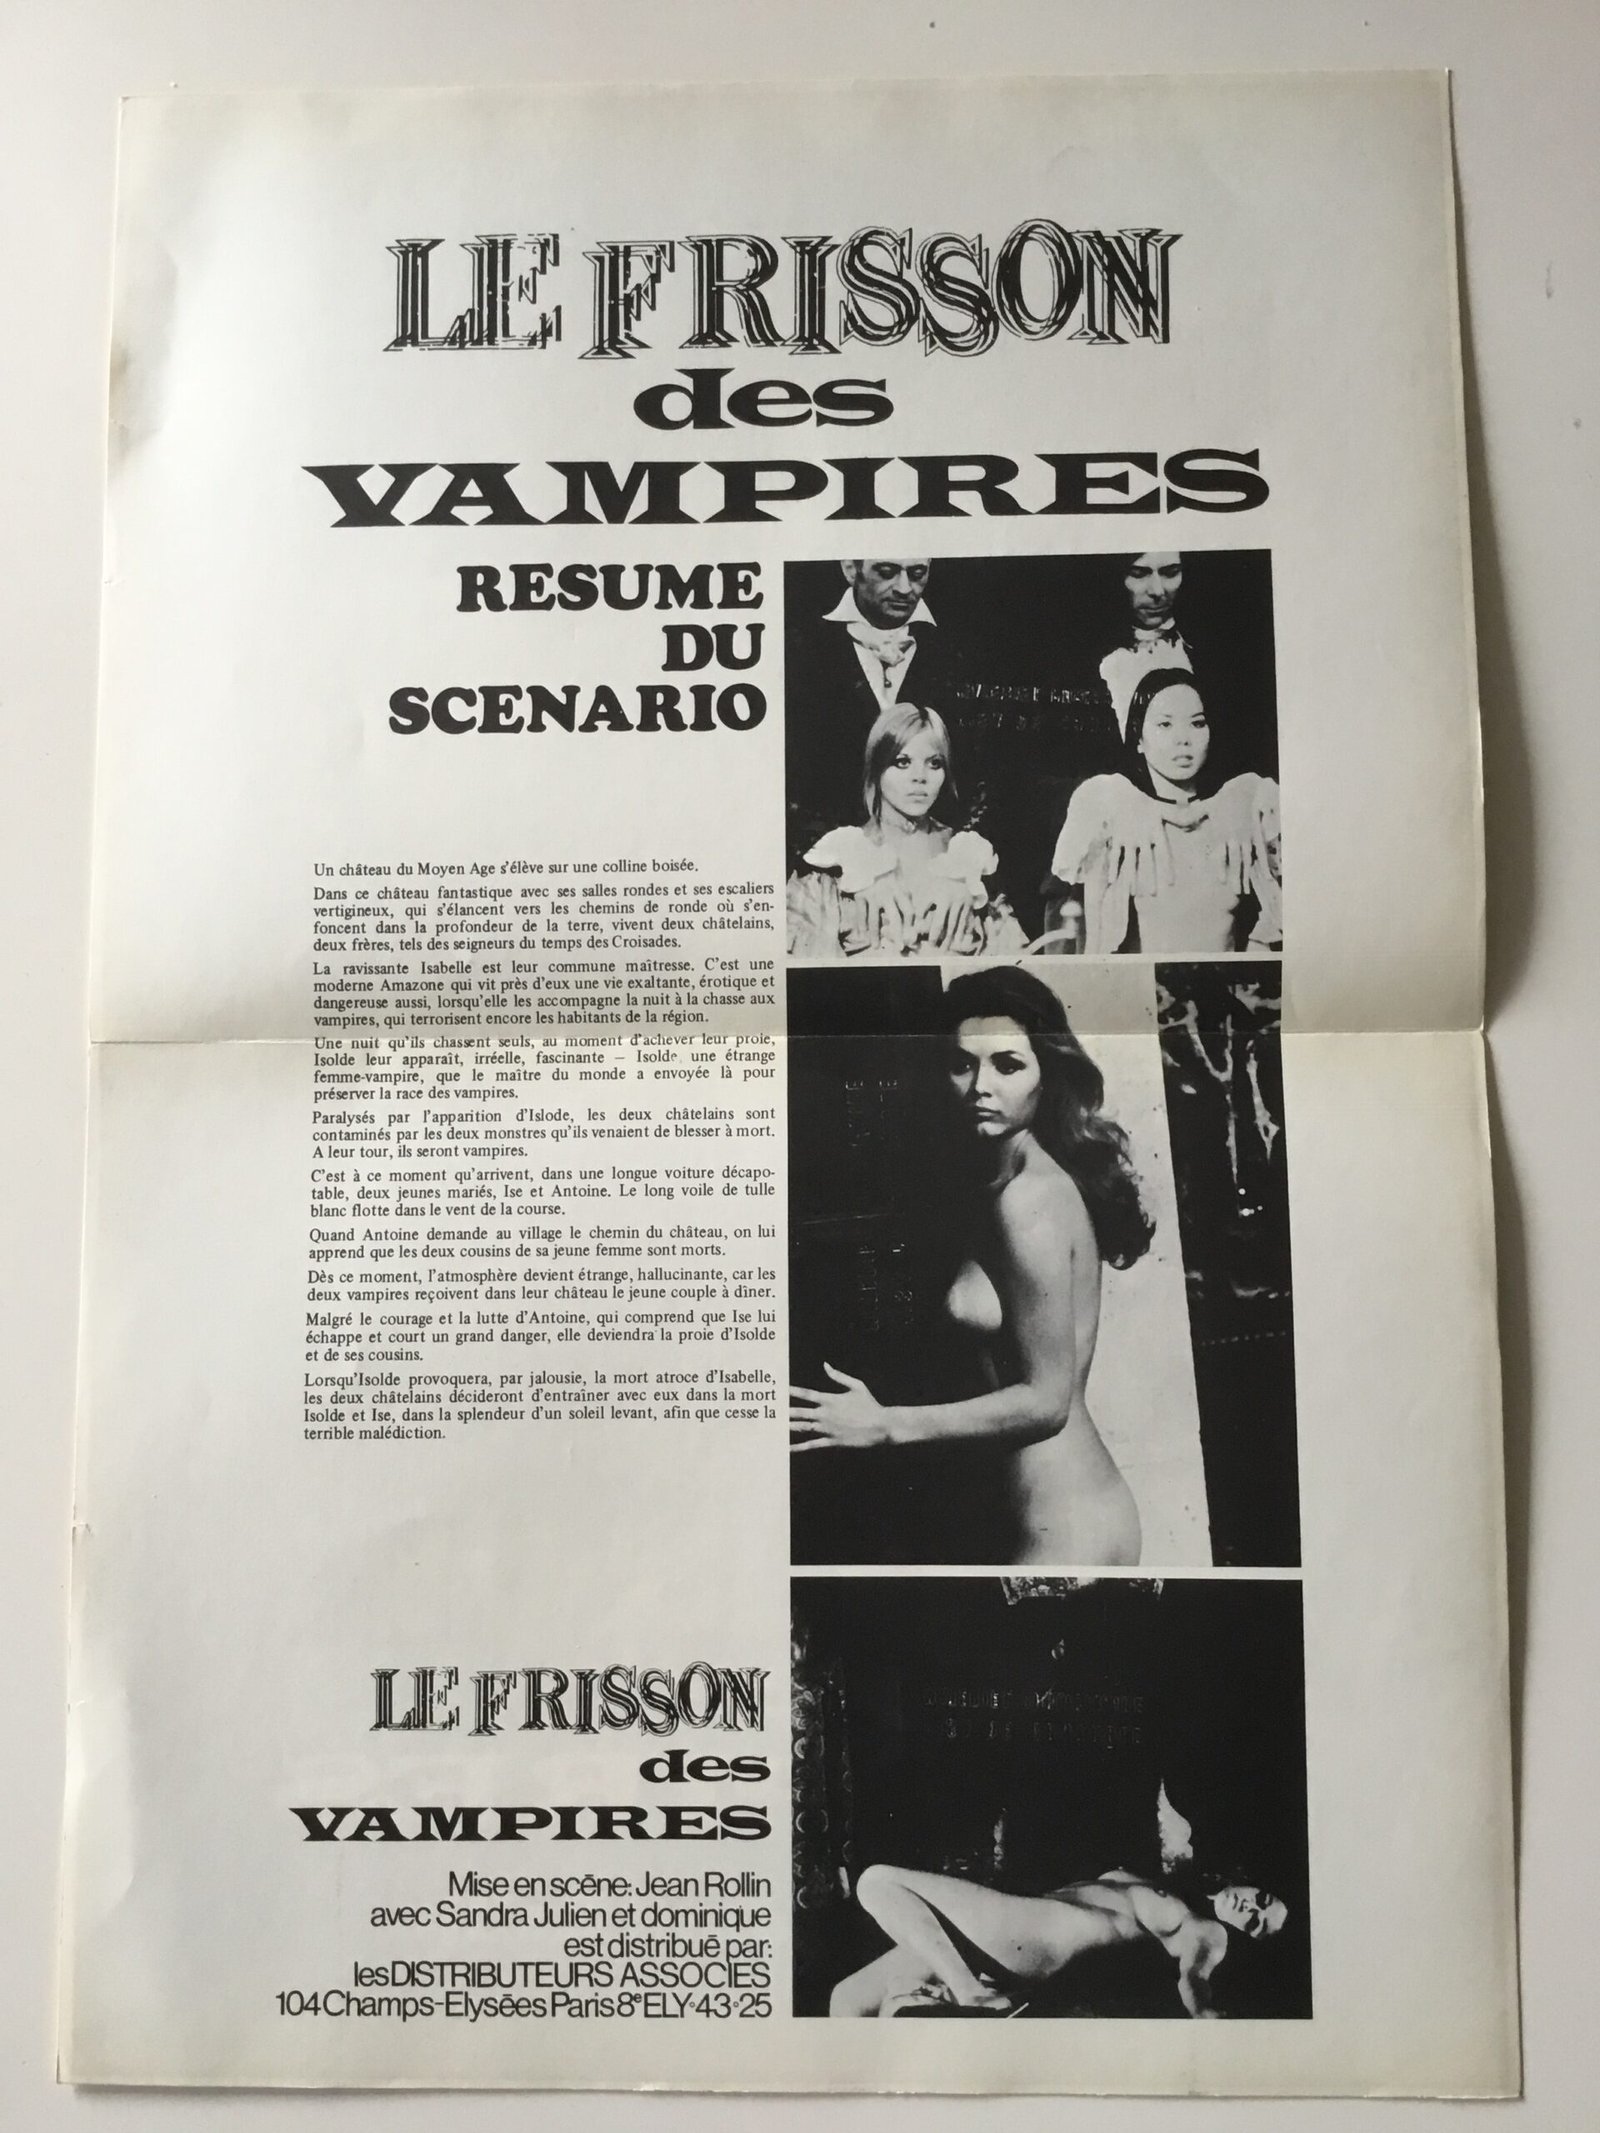 LE FRISSON
des
VAMPIRES
RESUME
DU
SCENARIO
Un château du Moyen Age s'élève sur une colline boisée.
Dans ce château fantastique avec ses salles rondes et ses escaliers
vertigineux, qui s'élancent vers les chemins de ronde où s'en-
foncent dans la profondeur de la terre, vivent deux châtelains,
deux frères, tels des seigneurs du temps des Croisades.
La ravissante Isabelle est leur commune maîtresse. C'est une
moderne Amazone qui vit près d'eux une vie exaltante, érotique et
dangereuse aussi, lorsqu'elle les accompagne la nuit à la chasse aux
vampires, qui terrorisent encore les habitants de la région.
Une nuit qu'ils chassent seuls, au moment d'achever leur proie,
Isolde leur apparaît, irréelle, fascinante – Isolde une étrange
femme-vampire, que le maître du monde a envoyée là pour
préserver la race des vampires.
Paralysés par l'apparition d'Islode, les deux châtelains sont
contaminés par les deux monstres qu'ils venaient de blesser à mort.
A leur tour, ils seront vampires.
C'est à ce moment qu'arrivent, dans une longue voiture décapo-
table, deux jeunes mariés, Ise et Antoine. Le long voile de tulle
blanc flotte dans le vent de la course.
Quand Antoine demande au village le chemin du château, on lui
apprend que les deux cousins de sa jeune femme sont morts.
Dès ce moment, l'atmosphère devient étrange, hallucinante, car les
deux vampires reçoivent dans leur château le jeune couple à dîner.
Malgré le courage et la lutte d'Antoine, qui comprend que Ise lui
échappe et court un grand danger, elle deviendra la proie d'Isolde
et de ses cousins.
Lorsqu'Isolde provoquera, par jalousie, la mort atroce d'Isabelle,
les deux châtelains décideront d'entraîner avec eux dans la mort
Isolde et Ise, dans la splendeur d'un soleil levant, afin que cesse la
terrible malédiction.
LE FRISSON
des
VAMPIRES
Mise en scēne: Jean Rollin
avec Sandra Julien et dominique
est distribuē par:
les DISTRIBUTEURS ASSOCIES
104 Champs-Elysēes Paris 8e ELY•43•25